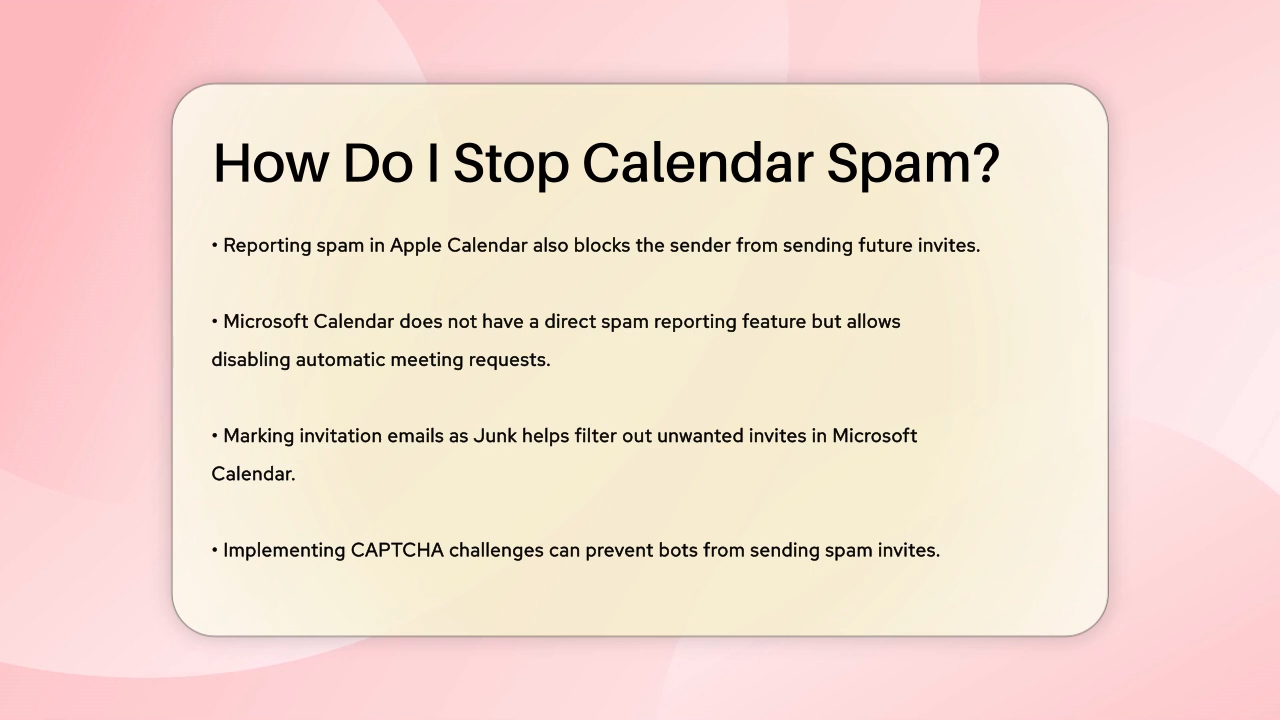 How Do I Stop Calendar Spam?
• Reporting spam in Apple Calendar also blocks the sender from sending future invites.
• Microsoft Calendar does not have a direct spam reporting feature but allows
disabling automatic meeting requests.
• Marking invitation emails as Junk helps filter out unwanted invites in Microsoft
Calendar.
• Implementing CAPTCHA challenges can prevent bots from sending spam invites.